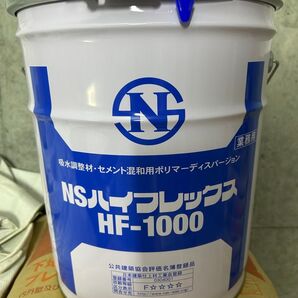 NS
業務用
吸水調整材・セメント混和用ポリマーディスパージョン
NSハイフレックス
HF-1000
公共建築協会評価名簿登録品
F☆☆☆☆